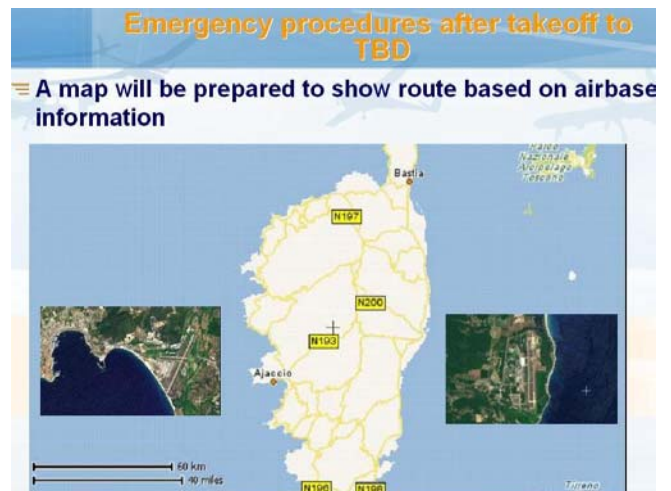 Emergency procedures after takeoff to
TBD
A map will be prepared to show route based on airbase
information
Bastia
N197
N200
N193
Ajaccio
60 km
40 miles
N196
N198
Tirreno